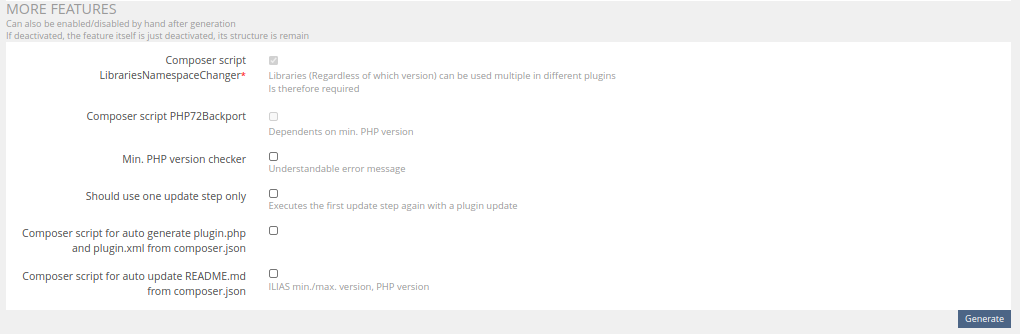 MORE FEATURES
Can also be enabled/disabled by hand after generation
If deactivated, the feature itself is just deactivated, its structure is remain
Composer script
LibrariesNamespaceChanger*
Libraries (Regardless of which version) can be used multiple in different plugins
Is therefore required
Composer script PHP72Backport
Dependents on min. PHP version
Min. PHP version checker
Understandable error message
Should use one update step only
Executes the first update step again with a plugin update
Composer script for auto generate plugin.php
and plugin.xml from composer.json
Composer script for auto update README.md
from composer.json
ILIAS min./max. version, PHP version
Generate